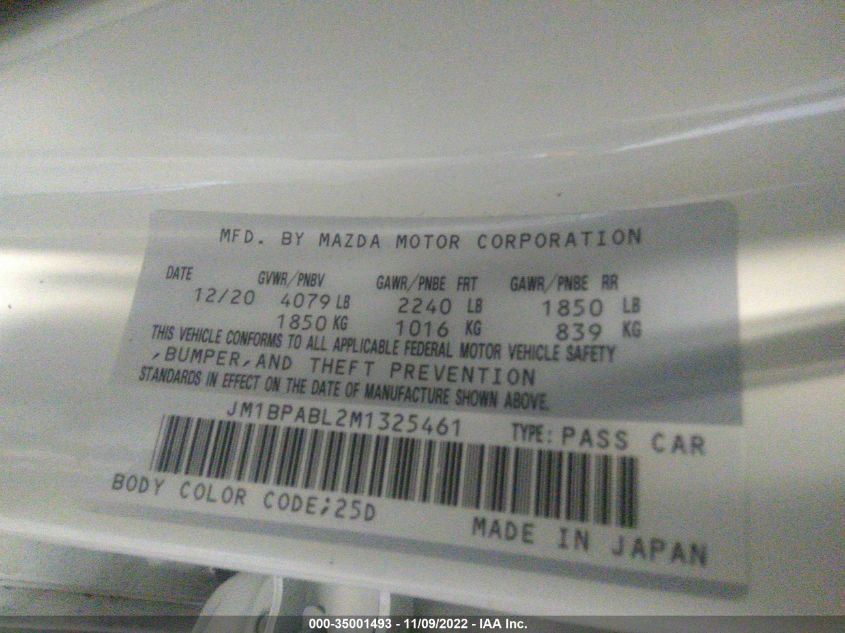 MFD. BY MAZDA MOTOR CORPORATION
DATE GVWR/PNBV GAWR/PNBE FRT GAWR/PNBE RR
12/20 4079 LB 2240 LB 1850 LB
1850 KG 1016 KG 839 KG
THIS VEHICLE CONFORMS TO ALL APPLICABLE FEDERAL MOTOR VEHICLE SAFETY
,BUMPER,AND THEFT PREVENTION
STANDARDS IN EFFECT ON THE DATE OF MANUFACTURE SHOWN ABOVE.
JM1BPABL2M1325461 TYPE: PASS CAR
BODY COLOR CODE;25D
MADE IN JAPAN
000-35001493 - 11/09/2022 - IAA Inc.